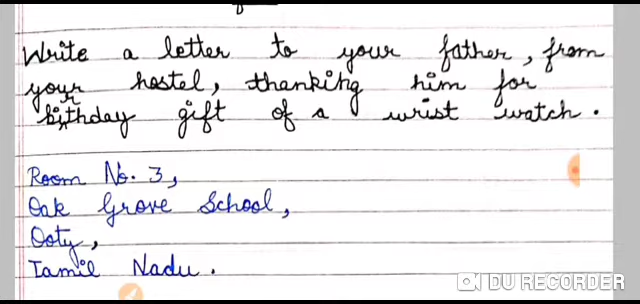 Write a letter to your father, from
your hostel, thanking him for
birthday gift of a wrist watch.
Room No. 3,
Oak Grove School,
Ooty,
Tamil Nadu.
DU RECORDER